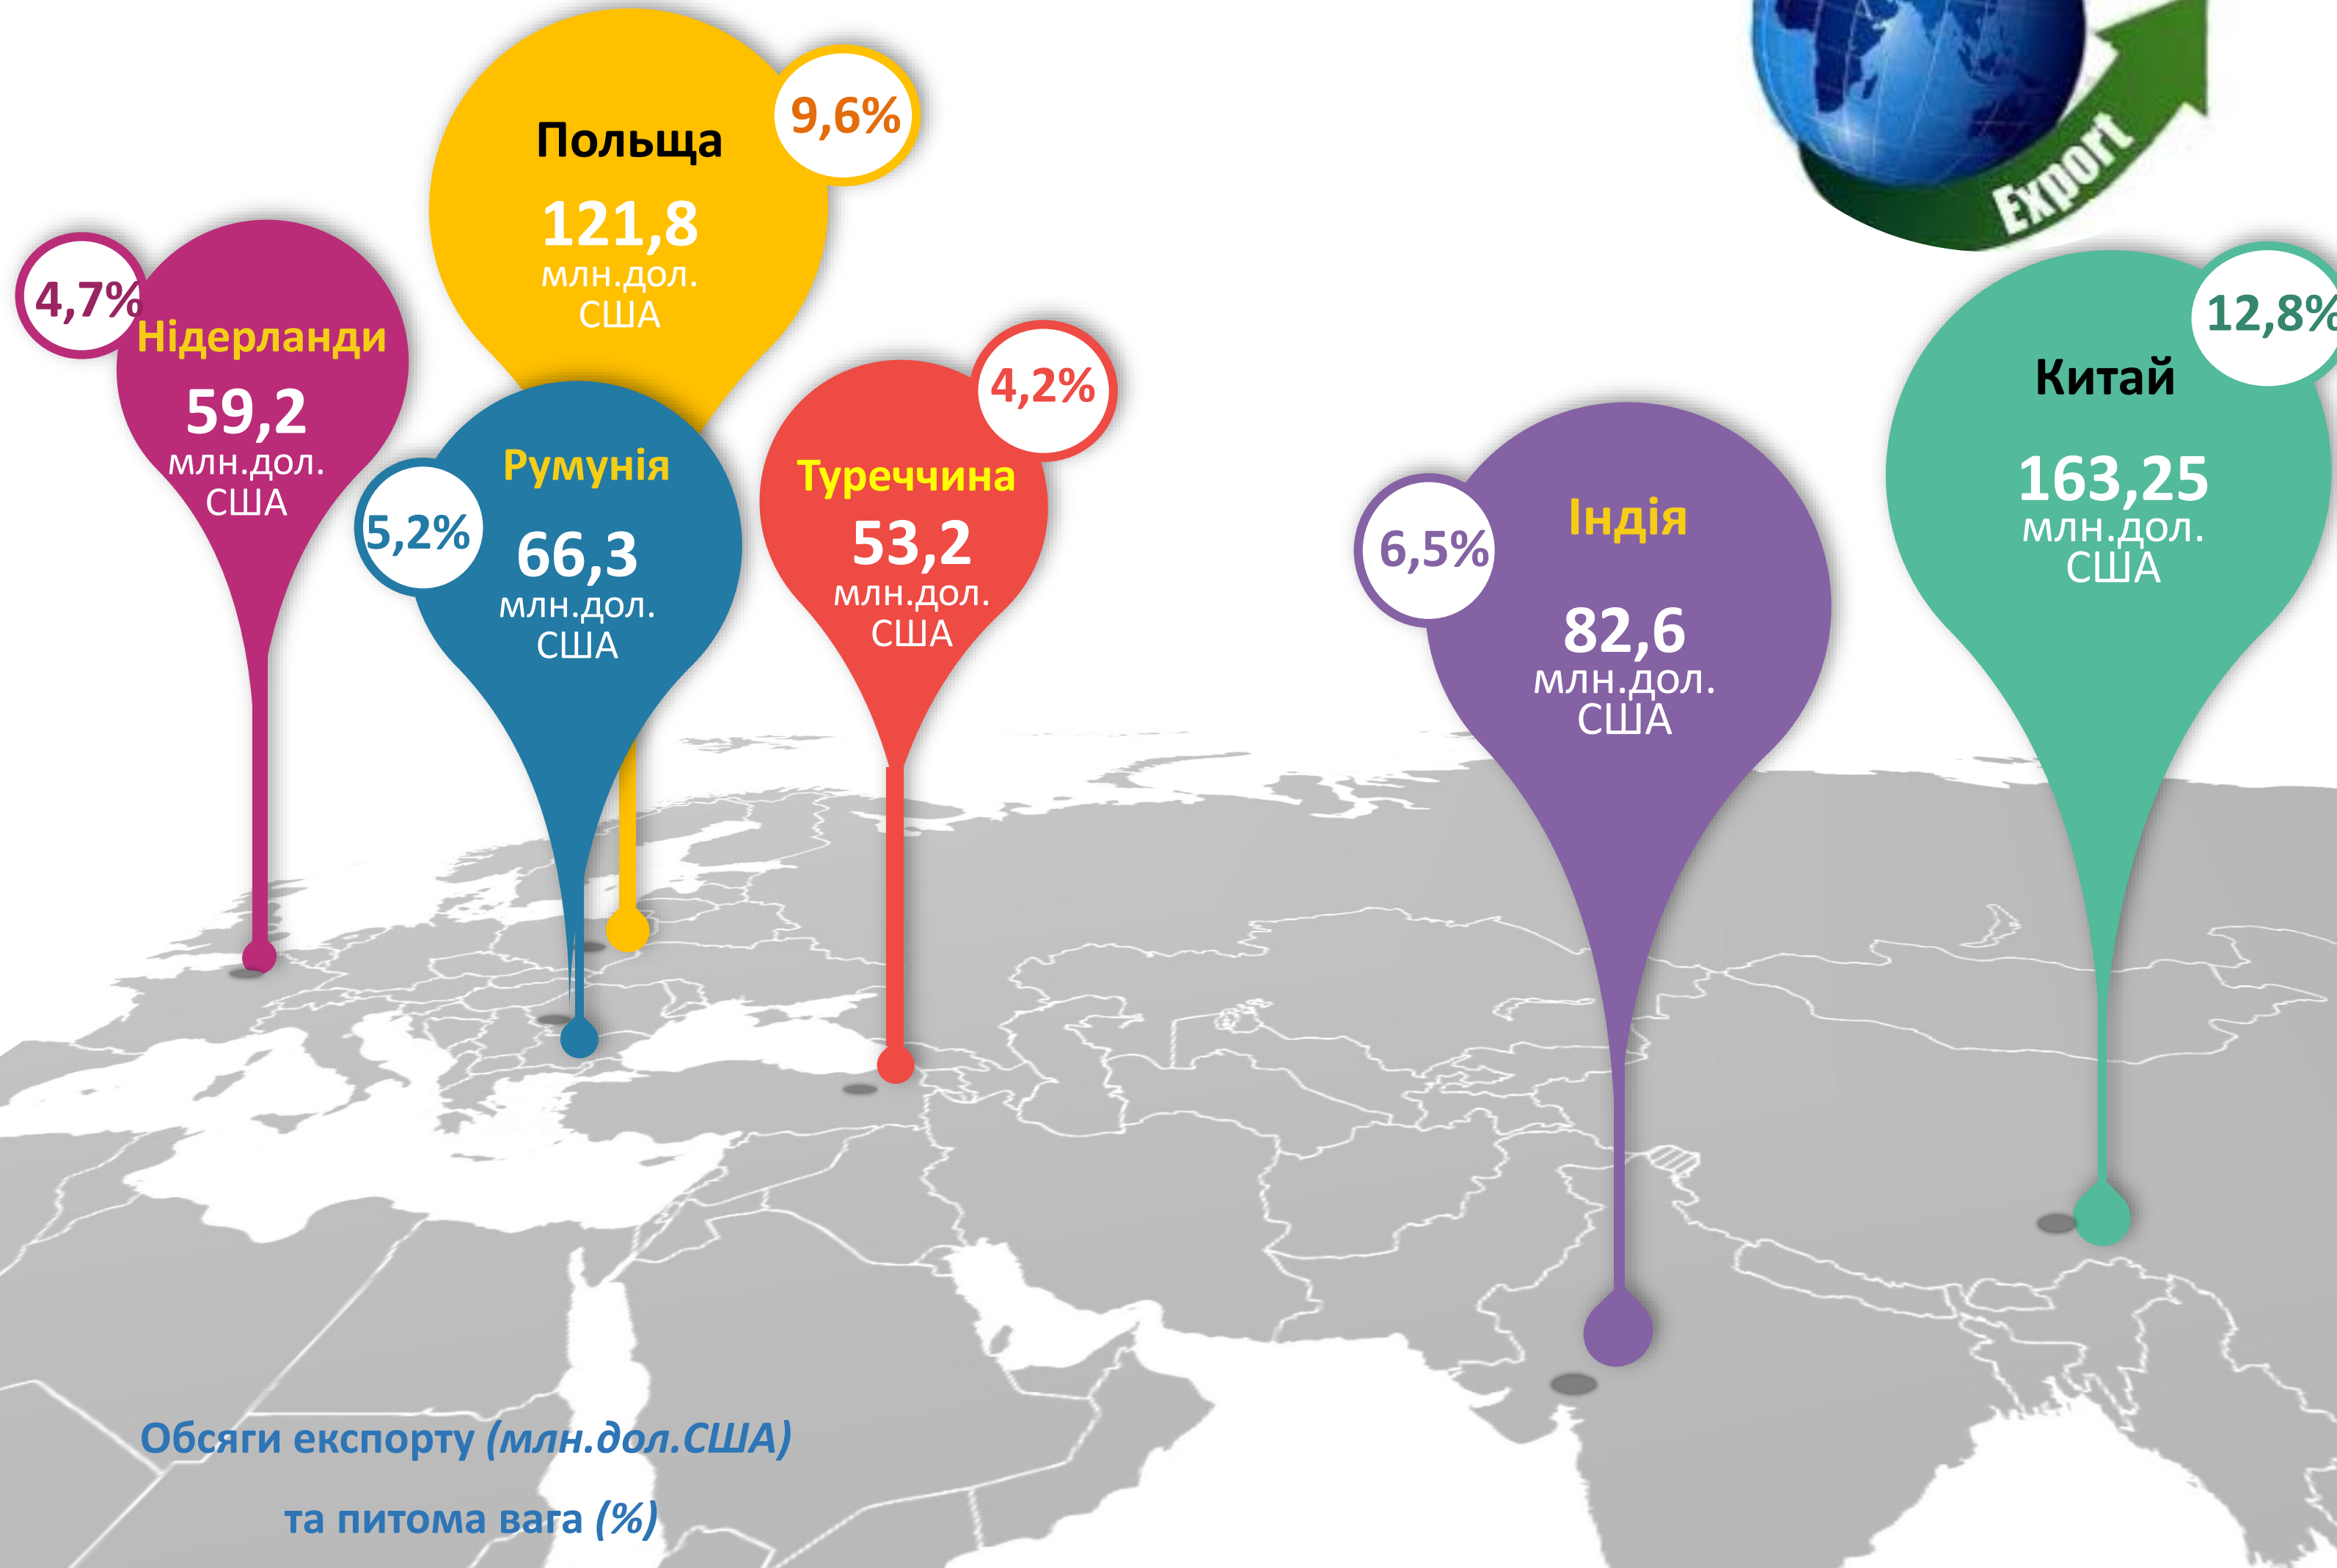 Export
9,6%
Польща
121,8
млн.дол.
США
4,7%
Нідерланди
59,2
млн.дол.
США
5,2%
Румунія
66,3
млн.дол.
США
4,2%
Туреччина
53,2
млн.дол.
США
6,5%
Індія
82,6
млн.дол.
США
12,8%
Китай
163,25
млн.дол.
США
Обсяги експорту (млн.дол.США)
та питома вага (%)